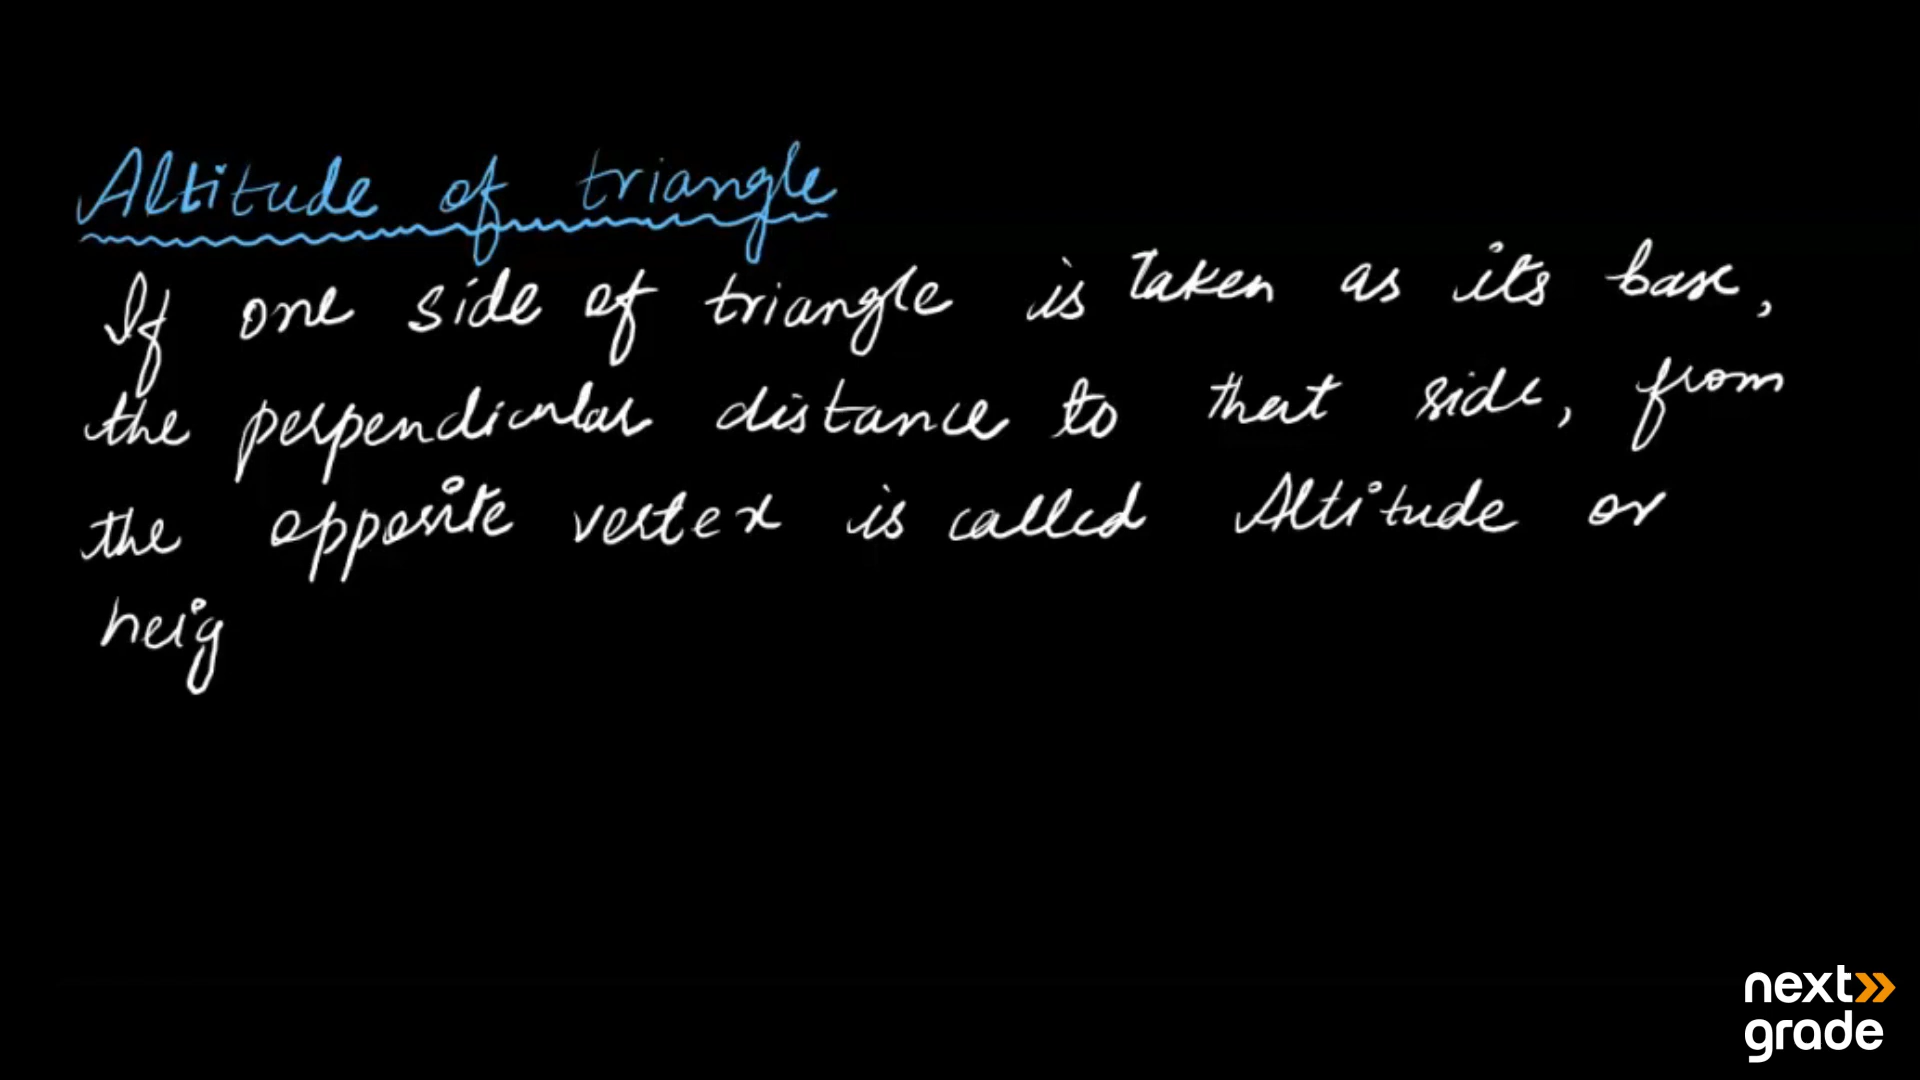 Altitude of triangle
If one side of triangle is taken as its base,
the perpendicular distance to that side, from
the opposite vertex is called Altitude or
heig
next
grade